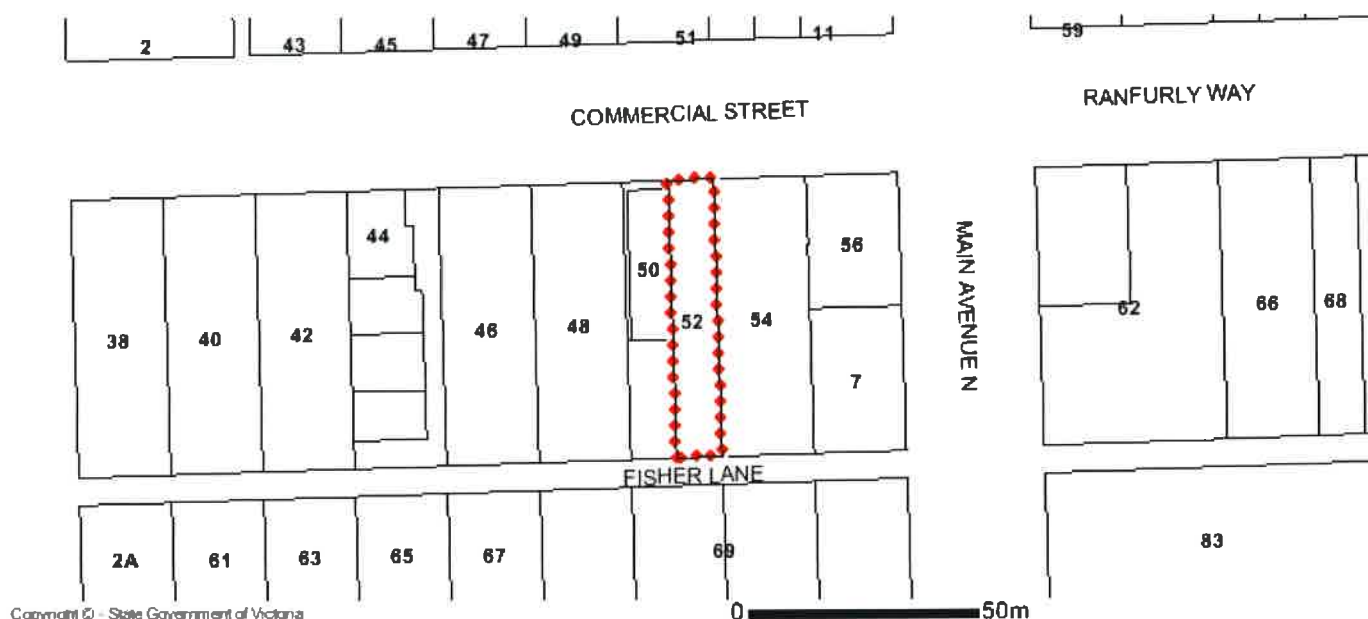 2 43 45 47 49 51 11 59
COMMERCIAL STREET
RANFURLY WAY
38 40 42 44 46 48 50 52 54 56 7 62 66 68
MAIN AVENUE N
FISHER LANE
2A 61 63 65 67 69 83
Copyright © - State Government of Victoria
0 50m